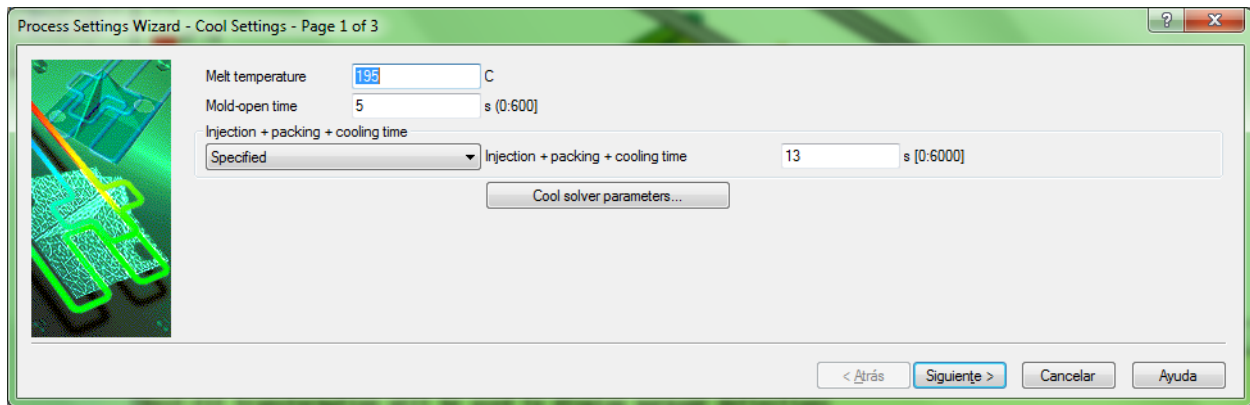 Process Settings Wizard - Cool Settings - Page 1 of 3
? X
Melt temperature 195 C
Mold-open time 5 s (0:600]
Injection + packing + cooling time
Specified Injection + packing + cooling time 13 s [0:6000]
Cool solver parameters...
< Atrás Siguiente > Cancelar Ayuda